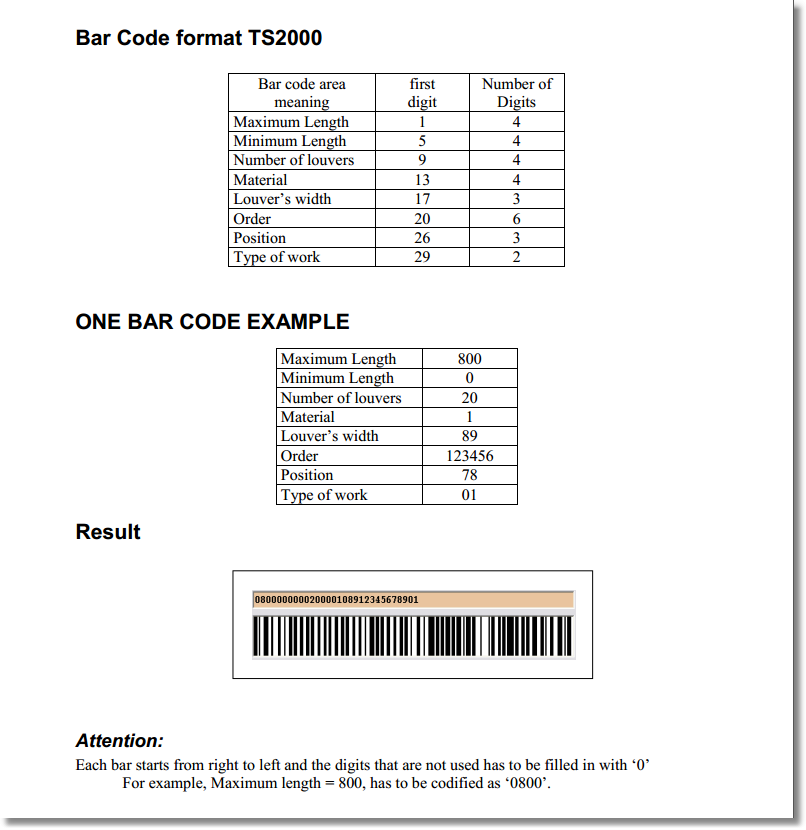 Bar Code format TS2000
Bar code area meaning first digit Number of Digits
Maximum Length 1 4
Minimum Length 5 4
Number of louvers 9 4
Material 13 4
Louver's width 17 3
Order 20 6
Position 26 3
Type of work 29 2
ONE BAR CODE EXAMPLE
Maximum Length 800
Minimum Length 0
Number of louvers 20
Material 1
Louver's width 89
Order 123456
Position 78
Type of work 01
Result
080000000020000108912345678901
Attention:
Each bar starts from right to left and the digits that are not used has to be filled in with ‘0’
For example, Maximum length = 800, has to be codified as ‘0800’.